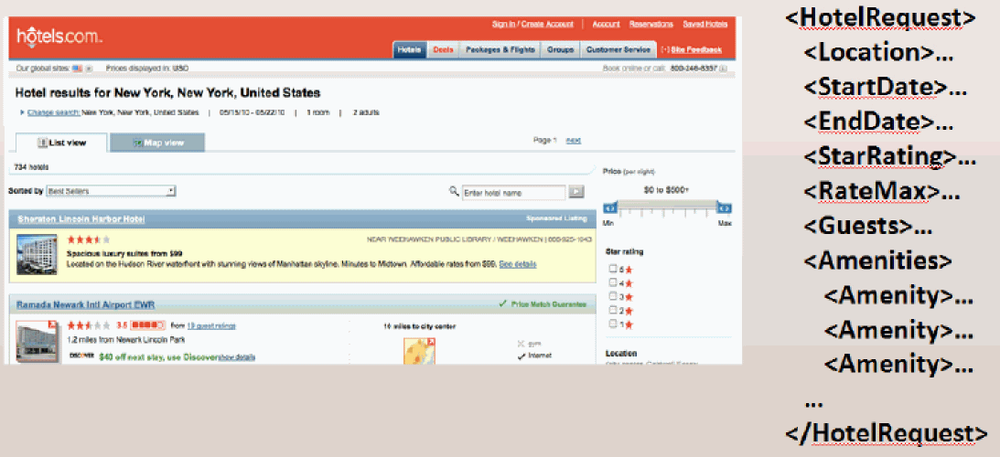 hotels.com.
Sign In / Create Account | Account Reservations Saved Hotels
Hotels Deals Packages & Flights Groups Customer Service [+] Site Feedback
Our global sites: Prices displayed in: USD
Book online or call: 800-246-8357
Hotel results for New York, New York, United States
Change search: New York, New York, United States | 05/15/10 - 05/22/10 | 1 room | 2 adults
List view Map view
Page 1 next
734 hotels
Sorted by Best Sellers
Enter hotel name
Sheraton Lincoln Harbor Hotel Sponsored Listing
NEAR WEEHAWKEN PUBLIC LIBRARY / WEEHAWKEN
Spacious luxury suites from $99
Located on the Hudson River waterfront with stunning views of Manhattan skyline. Minutes to Midtown. Affordable rates from $99. See details
Ramada Newark Intl Airport EWR Price Match Guarantee
3.5 from 19 guest ratings
1.2 miles from Newark Lincoln Park
DISCOVER $40 off next stay, use Discover show details
10 miles to city center
gym
Internet
Price (per night)
$0 to $500+
Min Max
Star rating
5
4
3
2
1
Location
<HotelRequest>
<Location>...
<StartDate>...
<EndDate>...
<StarRating>...
<RateMax>...
<Guests>...
<Amenities>
<Amenity>...
<Amenity>...
<Amenity>...
...
</HotelRequest>